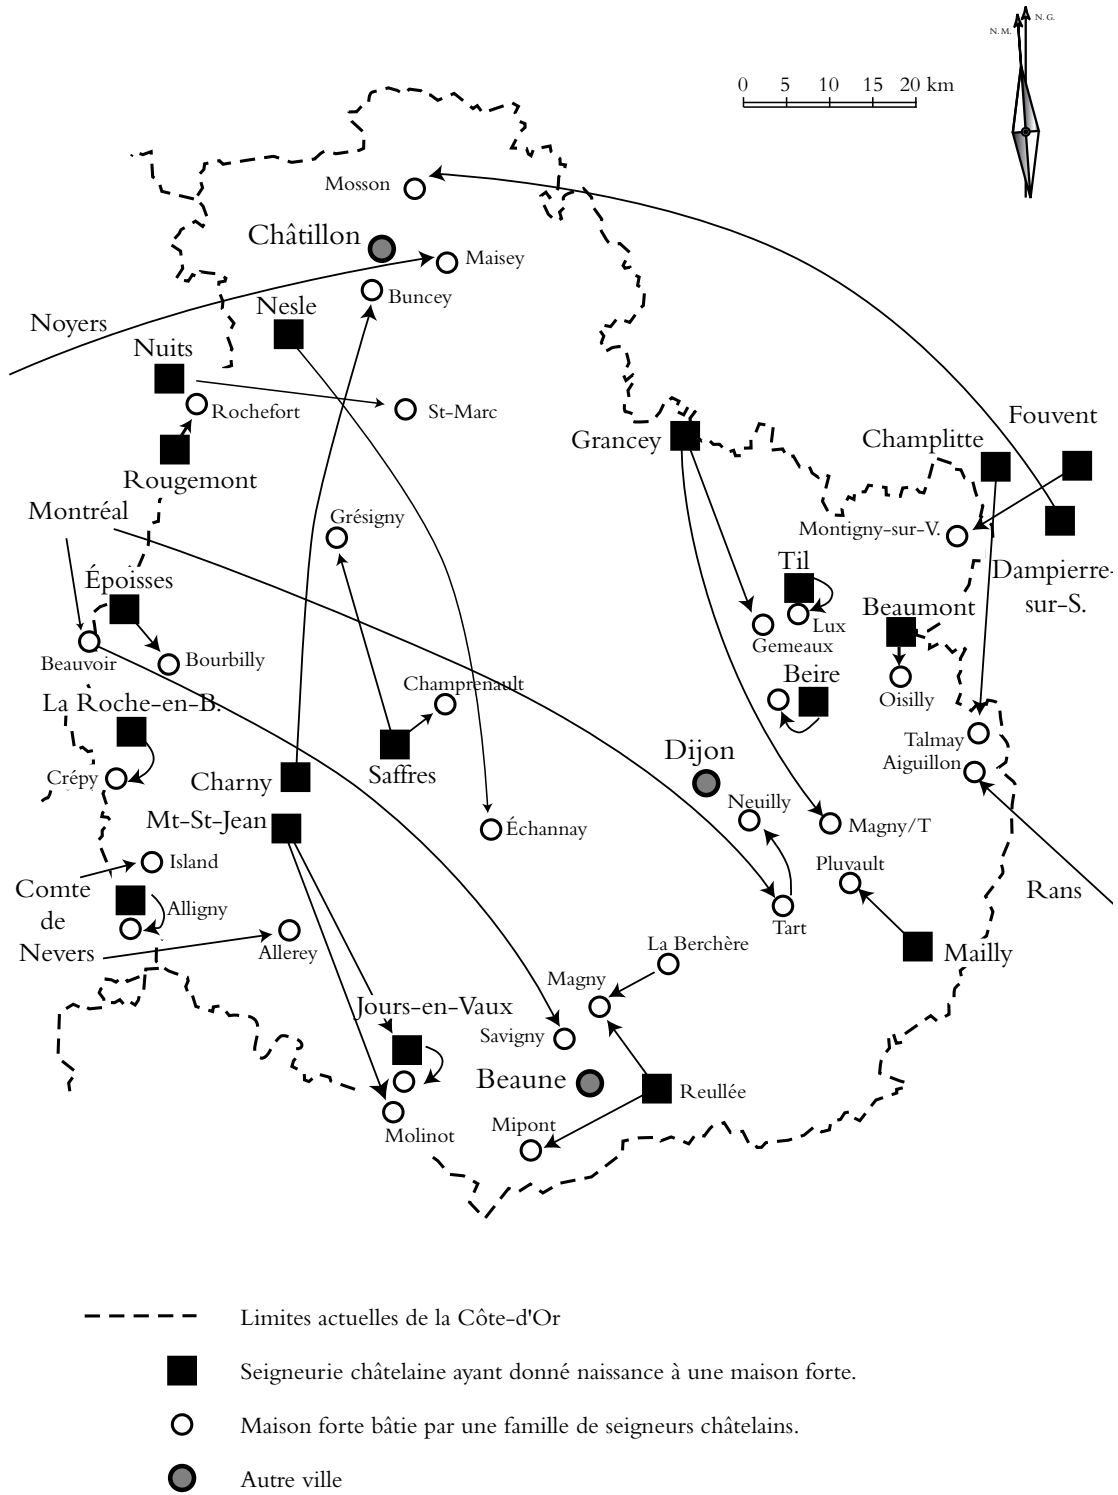 N. M.
N. G.
0 5 10 15 20 km
Mosson
Châtillon
Maisey
Buncey
Noyers
Nesle
Nuits
Rochefort
St-Marc
Rougemont
Grancey
Champlitte
Fouvent
Montréal
Grésigny
Montigny-sur-V.
Dampierre-
sur-S.
Époisses
Til
Lux
Beaumont
Gemeaux
Beauvoir
Bourbilly
Beire
Oisilly
La Roche-en-B.
Champrenault
Talmay
Aiguillon
Crépy
Charny
Saffres
Dijon
Neuilly
Mt-St-Jean
Échannay
Magny/T
Island
Pluvault
Comte
de
Nevers
Alligny
Rans
Allerey
Tart
La Berchère
Mailly
Magny
Jours-en-Vaux
Savigny
Beaune
Reullée
Molinot
Mipont
Limites actuelles de la Côte-d'Or
Seigneurie châtelaine ayant donné naissance à une maison forte.
Maison forte bâtie par une famille de seigneurs châtelains.
Autre ville